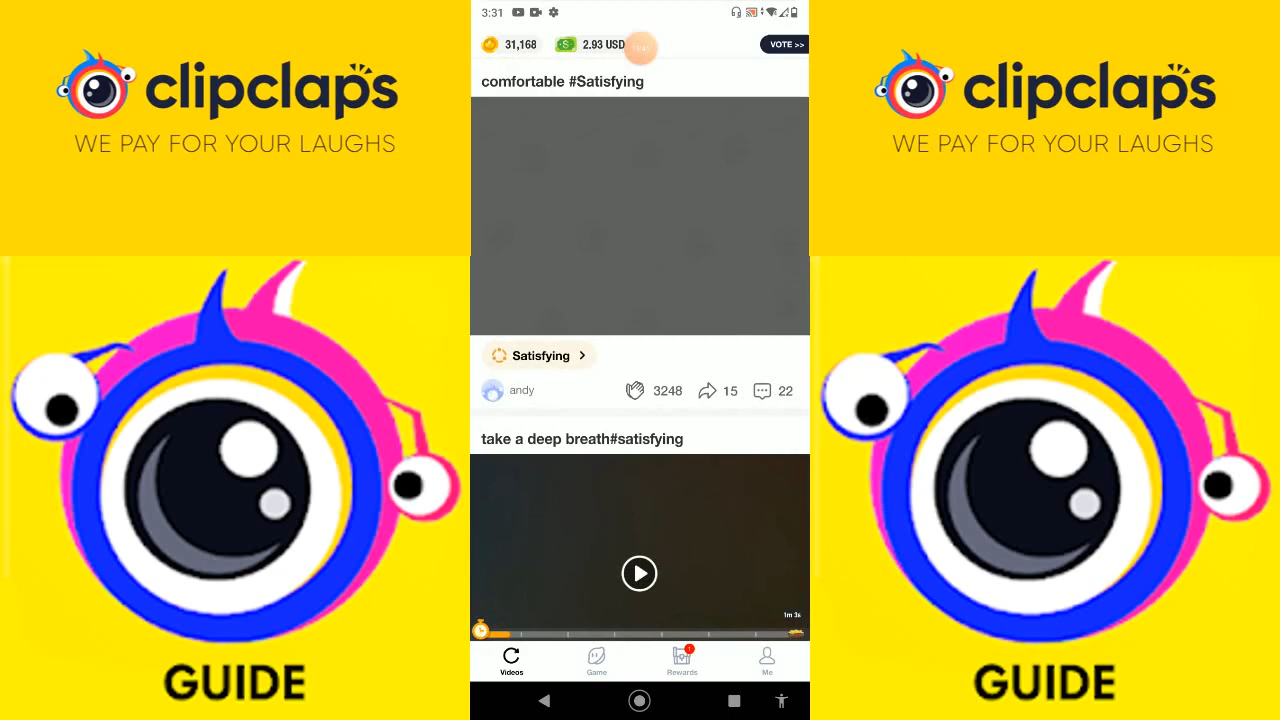 clipclaps
WE PAY FOR YOUR LAUGHS
GUIDE
3:31
31,168
2.93 USD
VOTE >>
comfortable #Satisfying
Satisfying
andy
3248
15
22
take a deep breath#satisfying
1m 3s
Videos
Game
1
Rewards
Me
clipclaps
WE PAY FOR YOUR LAUGHS
GUIDE